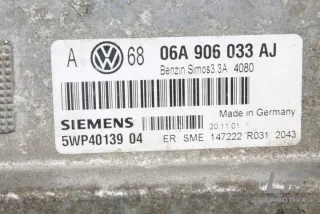 A 68 06A 906 033 AJ
Benzin Simos3.3A 4080
Made in Germany
SIEMENS 20.11.01
5WP40139 04 ER SME 147222 R031 2043